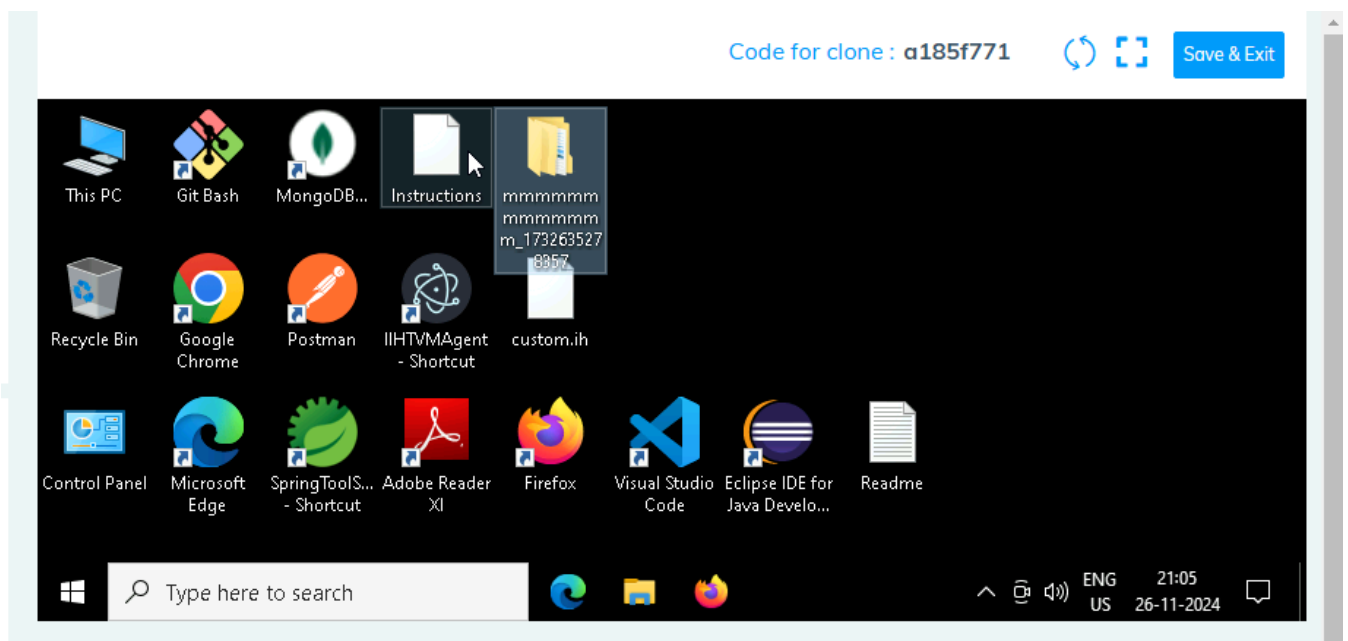 Code for clone : a185f771
Save & Exit
This PC
Git Bash
MongoDB...
Instructions
mmmmmm
mmmmmm
m_173263527
8357
Recycle Bin
Google
Chrome
Postman
IIHTVMAgent
- Shortcut
custom.ih
Control Panel
Microsoft
Edge
SpringToolS...
- Shortcut
Adobe Reader
XI
Firefox
Visual Studio
Code
Eclipse IDE for
Java Develo...
Readme
Type here to search
ENG
US
21:05
26-11-2024